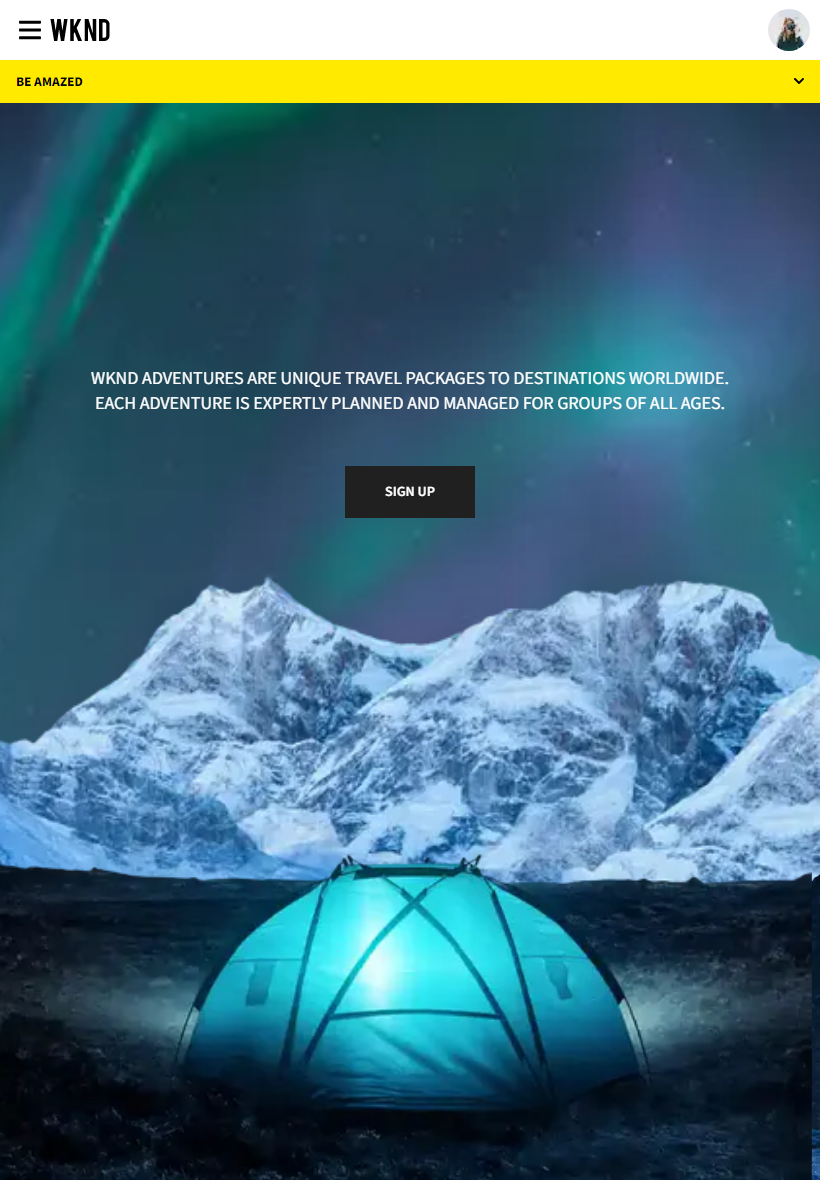 WKND
BE AMAZED
WKND ADVENTURES ARE UNIQUE TRAVEL PACKAGES TO DESTINATIONS WORLDWIDE.
EACH ADVENTURE IS EXPERTLY PLANNED AND MANAGED FOR GROUPS OF ALL AGES.
SIGN UP